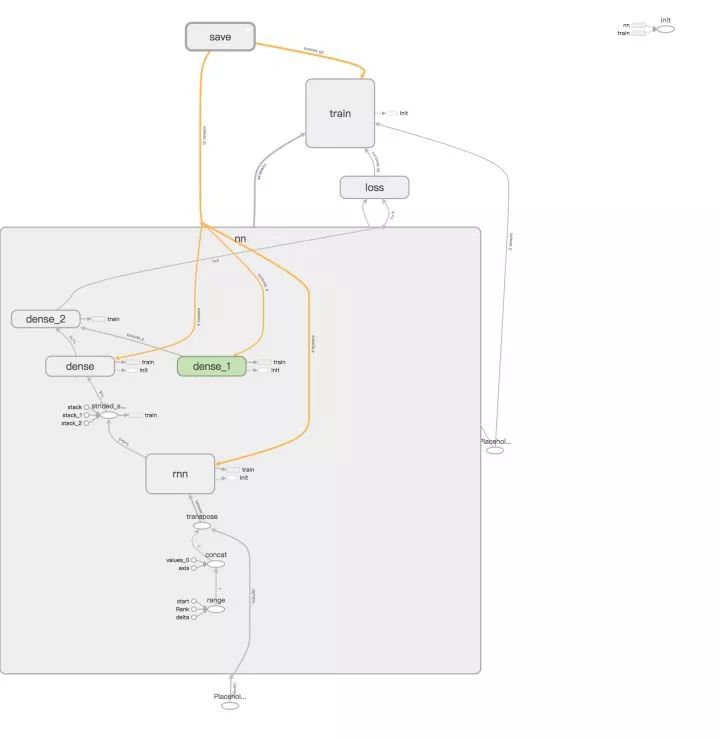 save
nn
init
train
train
init
loss
nn
dense_2
train
dense
train
init
dense_1
train
init
stack
strided_s...
stack_1
train
stack_2
Placehol...
rnn
train
init
transpose
concat
values_0
axis
range
start
Rank
delta
Placehol...